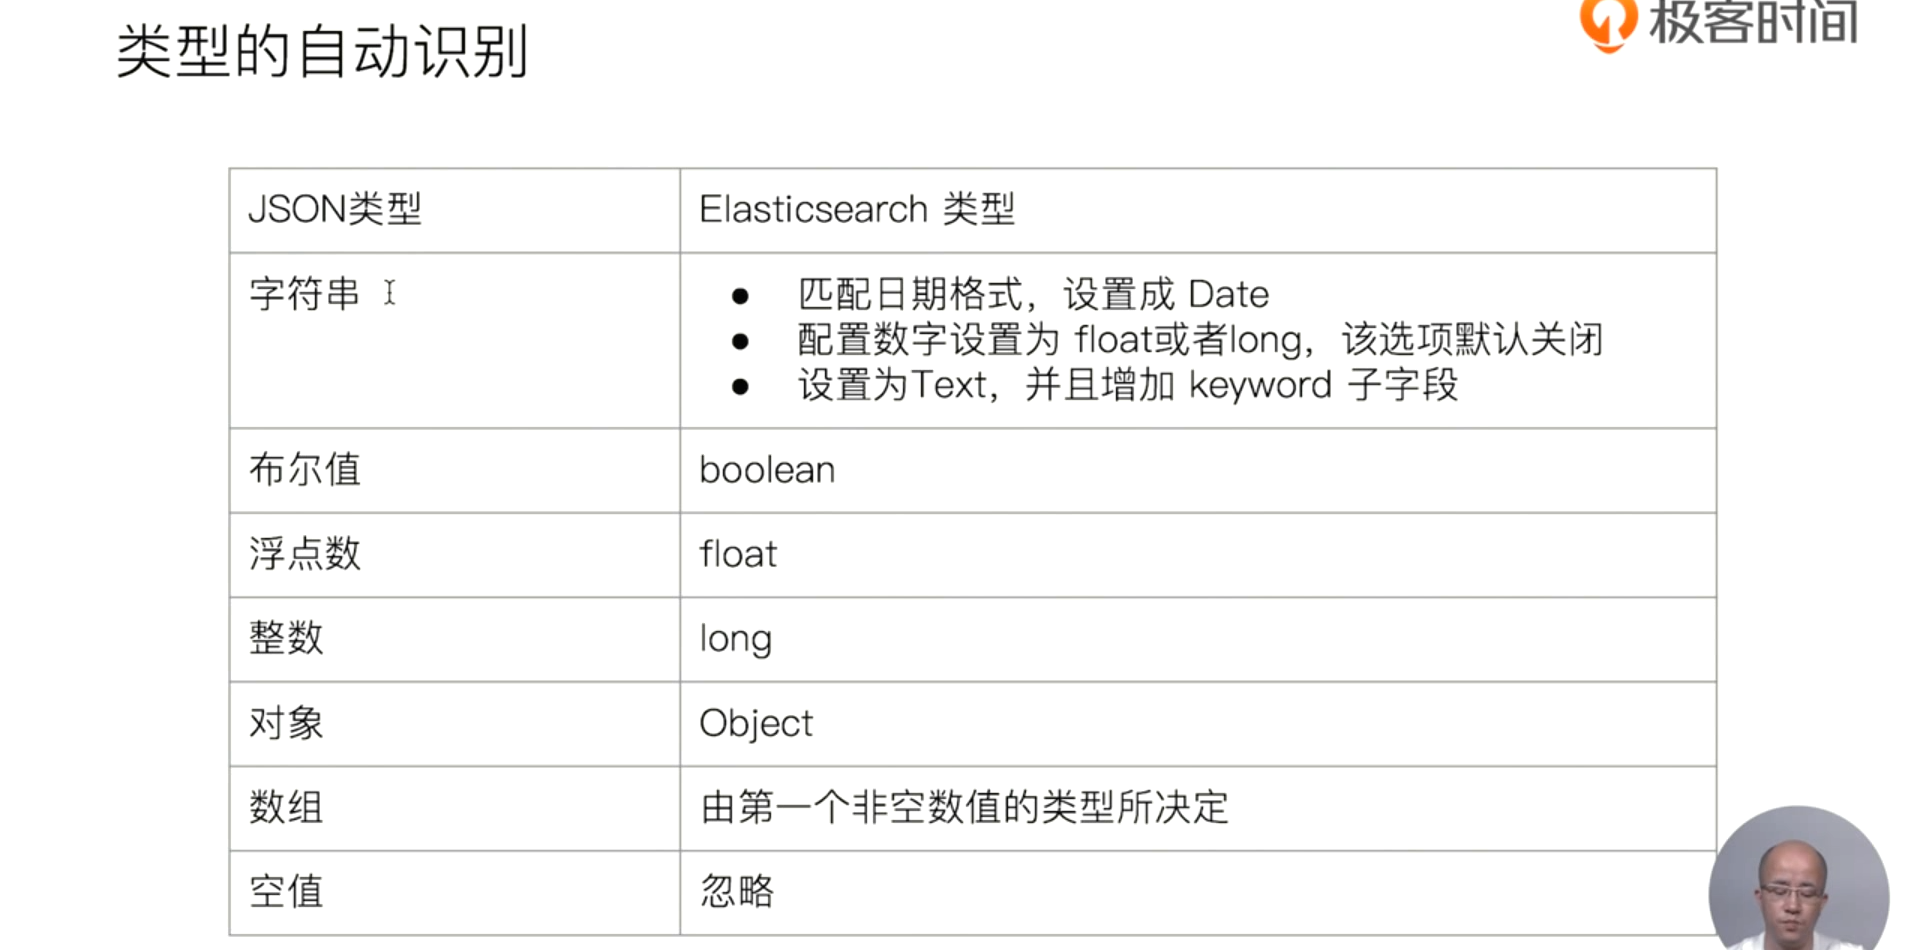 极客时间
类型的自动识别
JSON类型
Elasticsearch 类型
字符串
● 匹配日期格式，设置成 Date
● 配置数字设置为 float或者long，该选项默认关闭
● 设置为Text，并且增加 keyword 子字段
布尔值
boolean
浮点数
float
整数
long
对象
Object
数组
由第一个非空数值的类型所决定
空值
忽略